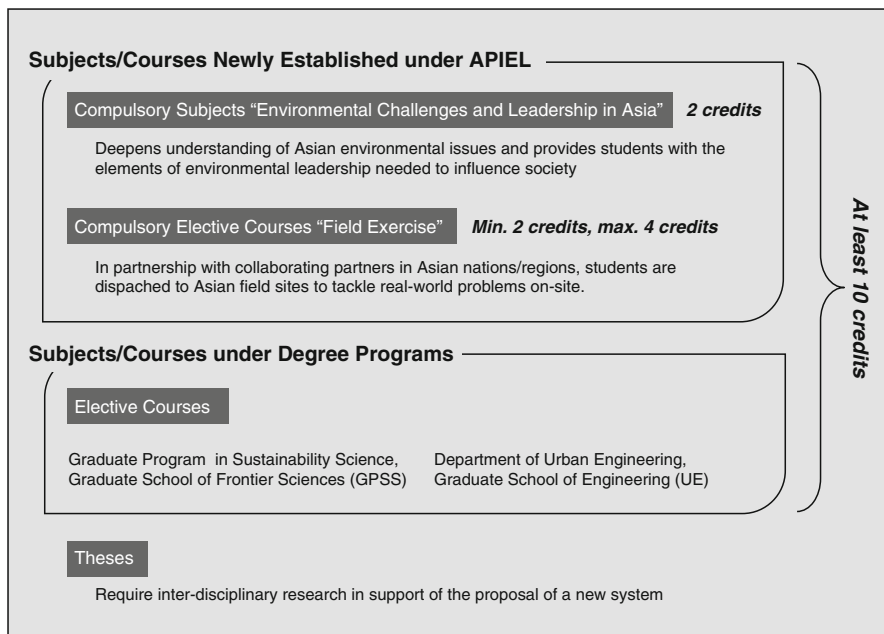 Subjects/Courses Newly Established under APIEL
Compulsory Subjects “Environmental Challenges and Leadership in Asia” 2 credits
Deepens understanding of Asian environmental issues and provides students with the
elements of environmental leadership needed to influence society
Compulsory Elective Courses “Field Exercise” Min. 2 credits, max. 4 credits
In partnership with collaborating partners in Asian nations/regions, students are
dispached to Asian field sites to tackle real-world problems on-site.
Subjects/Courses under Degree Programs
Elective Courses
Graduate Program in Sustainability Science,
Graduate School of Frontier Sciences (GPSS)
Department of Urban Engineering,
Graduate School of Engineering (UE)
At least 10 credits
Theses
Require inter-disciplinary research in support of the proposal of a new system